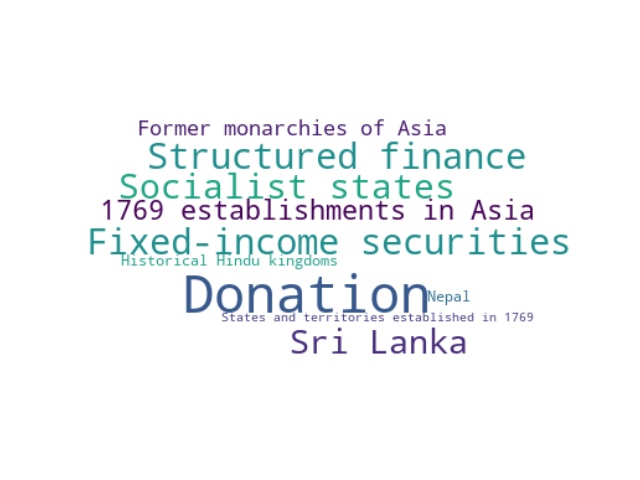 Former monarchies of Asia
Structured finance
Socialist states
1769 establishments in Asia
Fixed-income securities
Historical Hindu kingdoms
Donation
Nepal
States and territories established in 1769
Sri Lanka